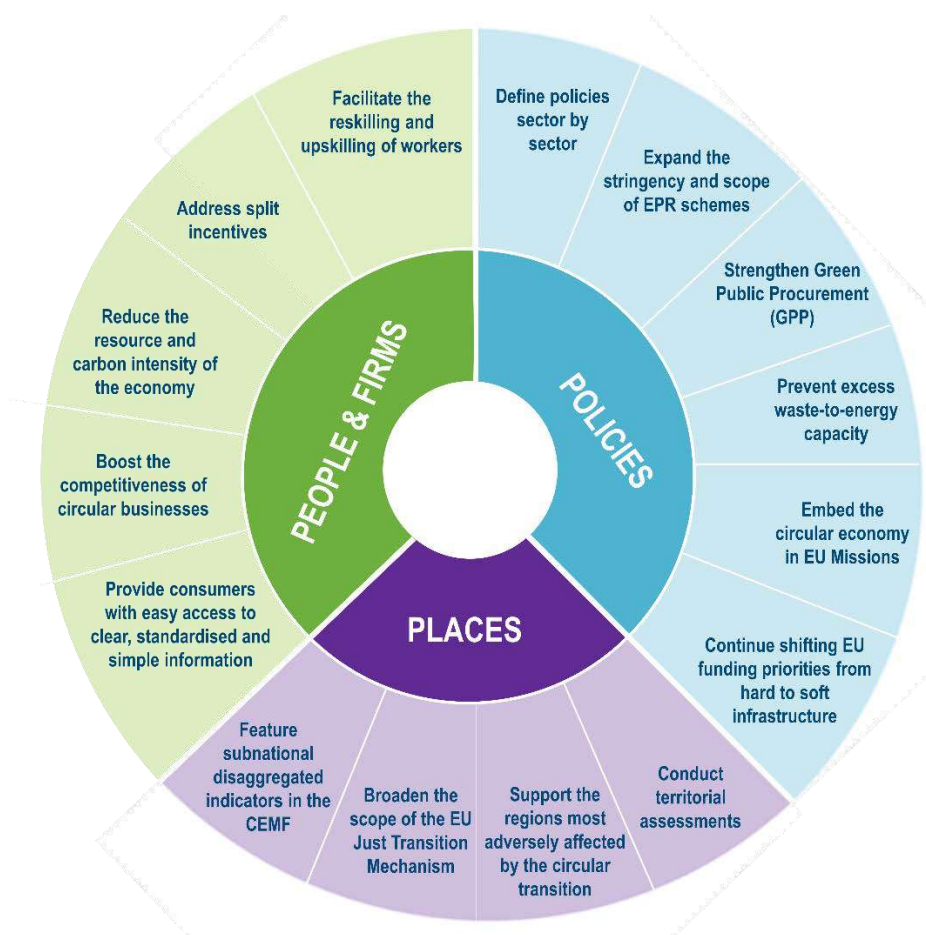 PEOPLE & FIRMS
Facilitate the
reskilling and
upskilling of workers
Address split
incentives
Reduce the
resource and
carbon intensity of
the economy
Boost the
competitiveness of
circular businesses
Provide consumers
with easy access to
clear, standardised and
simple information
POLICIES
Define policies
sector by
sector
Expand the
stringency and scope
of EPR schemes
Strengthen Green
Public Procurement
(GPP)
Prevent excess
waste-to-energy
capacity
Embed the
circular economy
in EU Missions
Continue shifting EU
funding priorities from
hard to soft
infrastructure
PLACES
Feature
subnational
disaggregated
indicators in the
CEMF
Broaden the
scope of the EU
Just Transition
Mechanism
Support the
regions most
adversely affected
by the circular
transition
Conduct
territorial
assessments